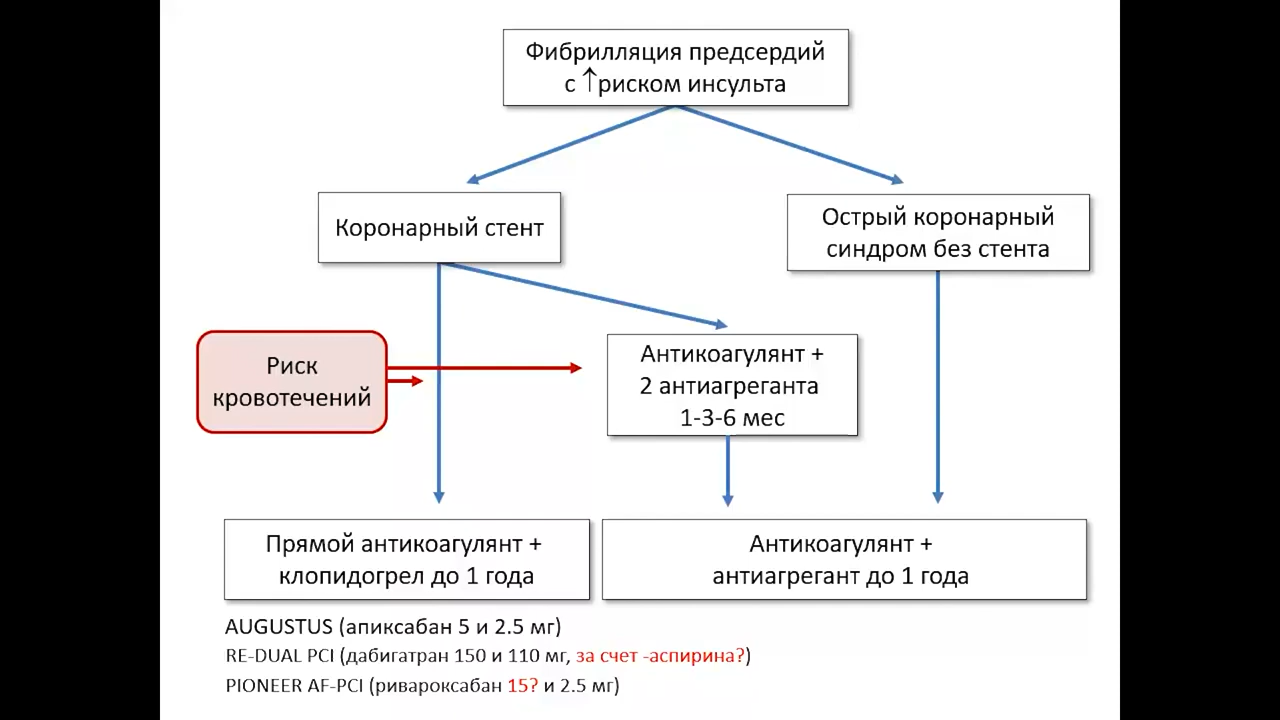 Фибрилляция предсердий
с ↑риском инсульта
Коронарный стент
Острый коронарный
синдром без стента
Риск
кровотечений
Антикоагулянт +
2 антиагреганта
1-3-6 мес
Прямой антикоагулянт +
клопидогрел до 1 года
Антикоагулянт +
антиагрегант до 1 года
AUGUSTUS (апиксабан 5 и 2.5 мг)
RE-DUAL PCI (дабигатран 150 и 110 мг, за счет -аспирина?)
PIONEER AF-PCI (ривароксабан 15? и 2.5 мг)